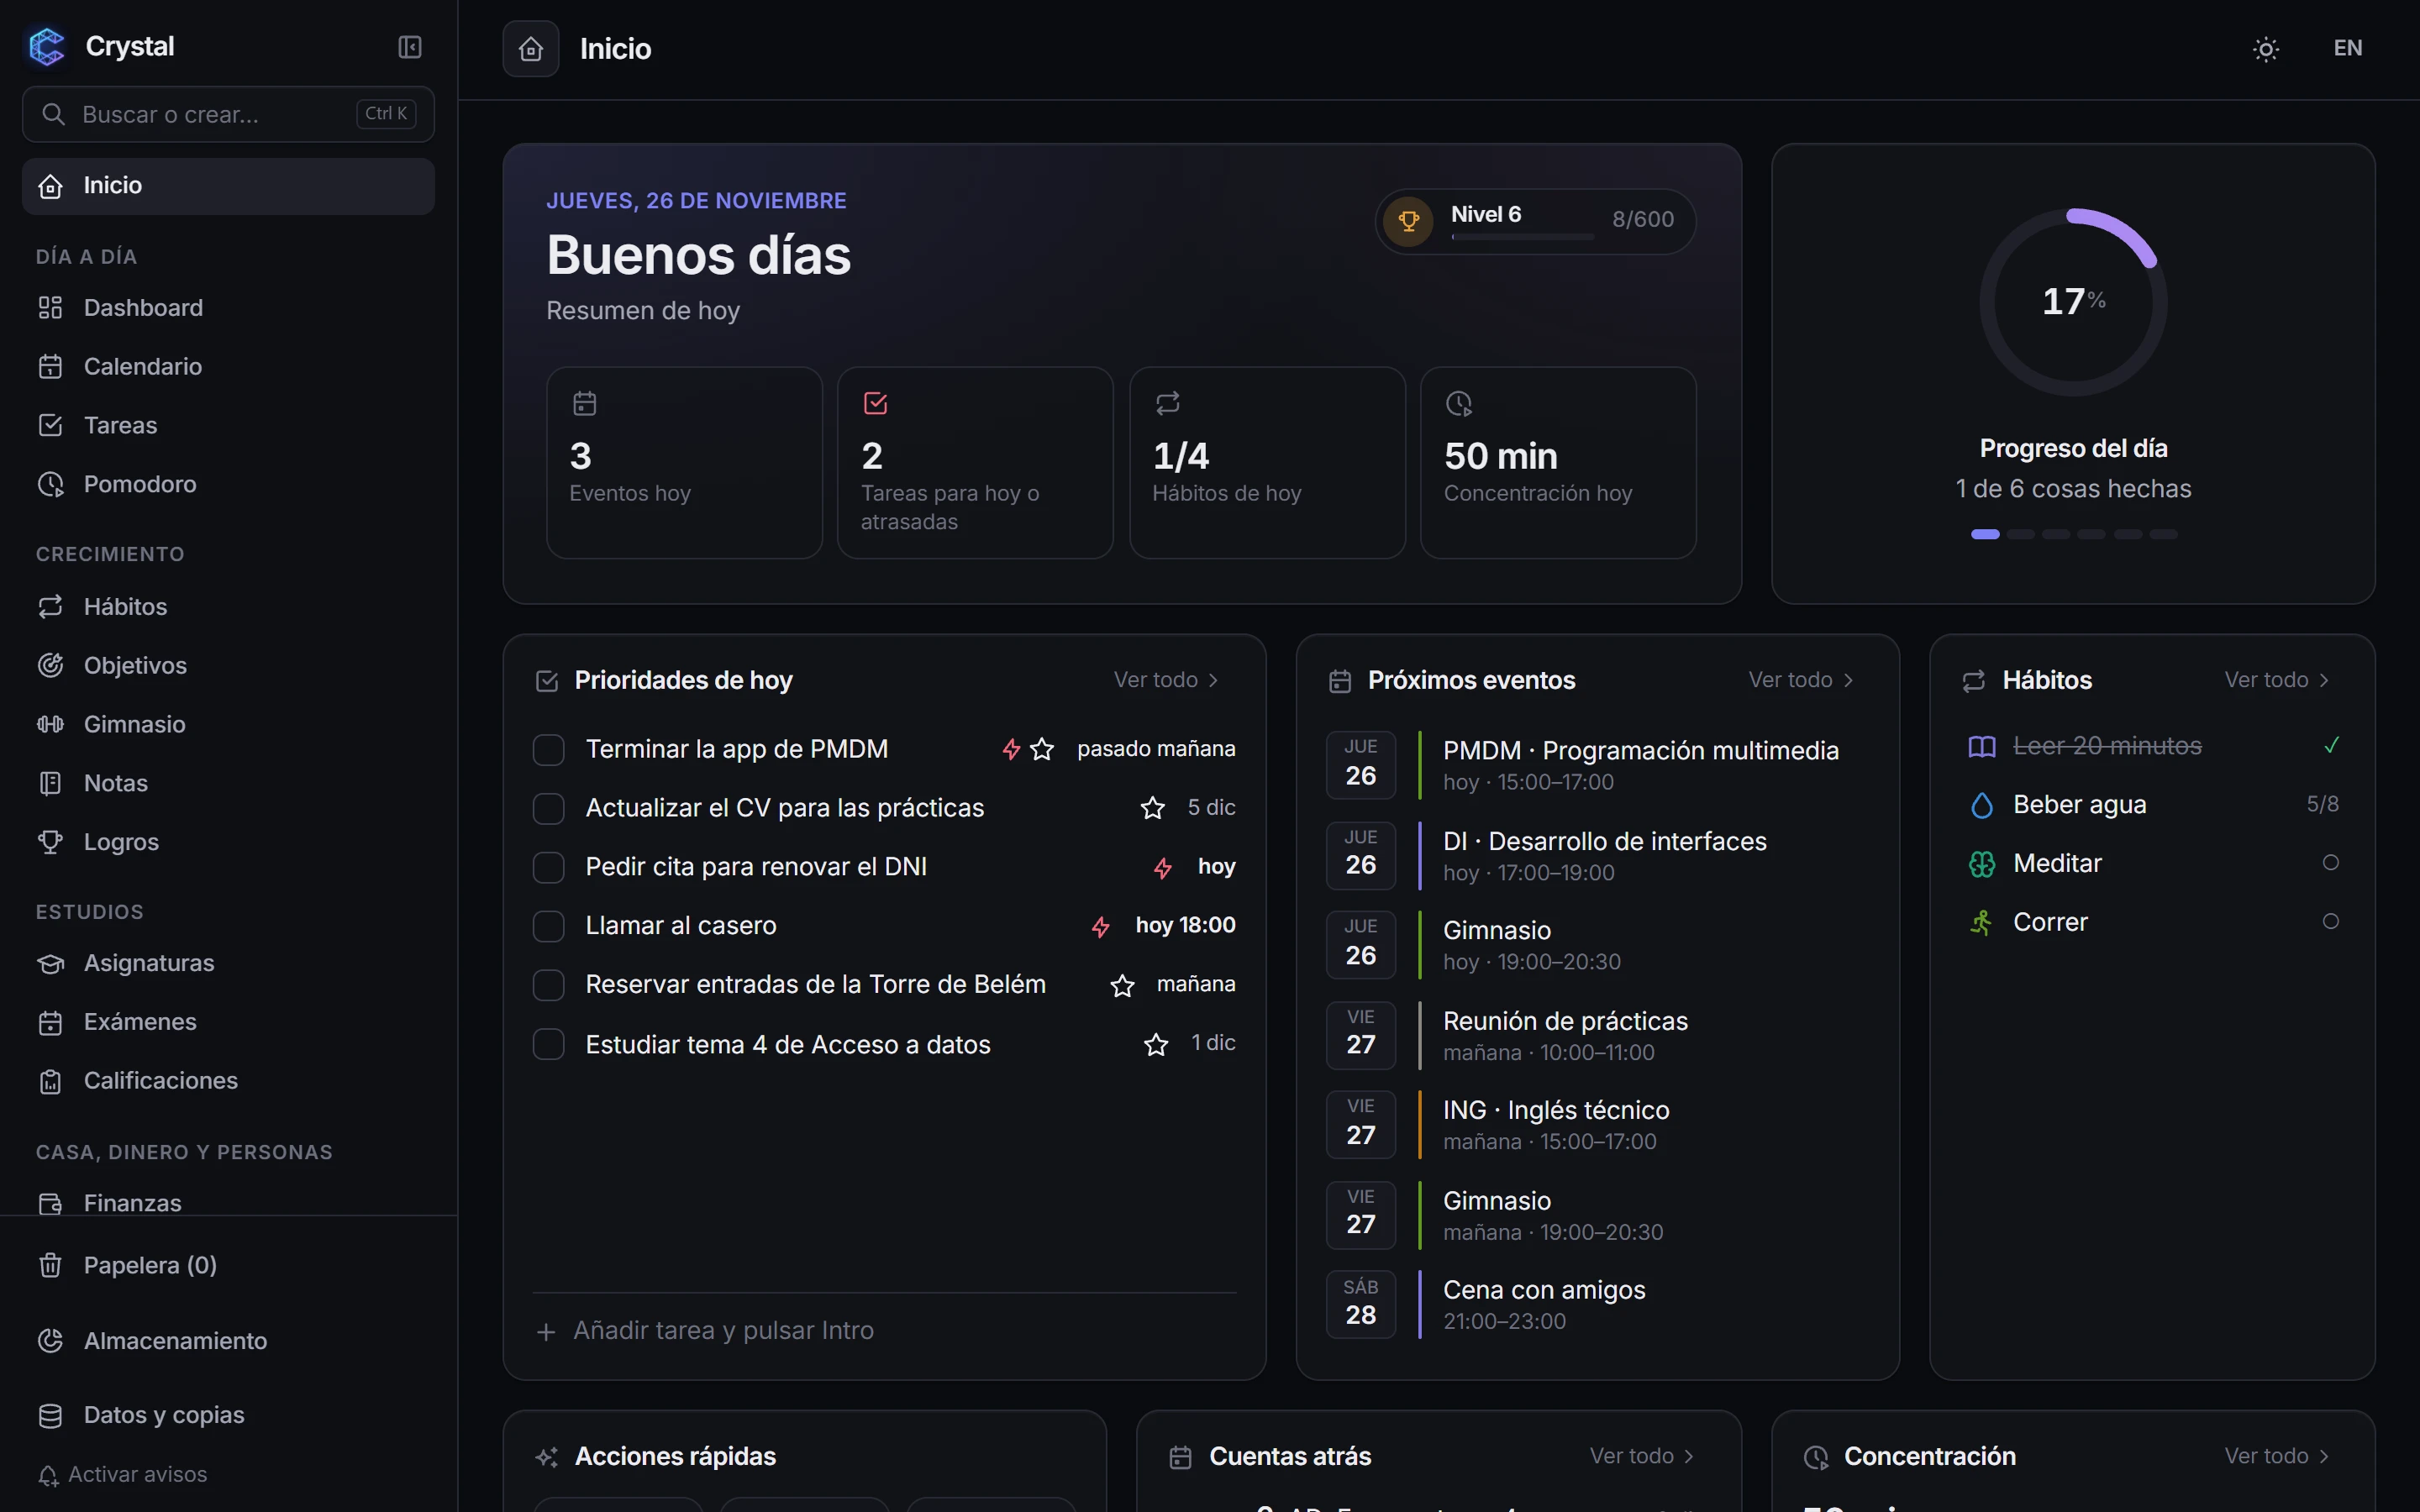 Crystal
Buscar o crear...
Ctrl K
Inicio
DÍA A DÍA
Dashboard
Calendario
Tareas
Pomodoro
CRECIMIENTO
Hábitos
Objetivos
Gimnasio
Notas
Logros
ESTUDIOS
Asignaturas
Exámenes
Calificaciones
CASA, DINERO Y PERSONAS
Finanzas
Papelera (0)
Almacenamiento
Datos y copias
Activar avisos
Inicio
EN
JUEVES, 26 DE NOVIEMBRE
Buenos días
Resumen de hoy
Nivel 6
8/600
3
Eventos hoy
2
Tareas para hoy o
atrasadas
1/4
Hábitos de hoy
50 min
Concentración hoy
17%
Progreso del día
1 de 6 cosas hechas
Prioridades de hoy
Ver todo
Terminar la app de PMDM
pasado mañana
Actualizar el CV para las prácticas
5 dic
Pedir cita para renovar el DNI
hoy
Llamar al casero
hoy 18:00
Reservar entradas de la Torre de Belém
mañana
Estudiar tema 4 de Acceso a datos
1 dic
Añadir tarea y pulsar Intro
Próximos eventos
Ver todo
JUE
26
PMDM · Programación multimedia
hoy · 15:00–17:00
JUE
26
DI · Desarrollo de interfaces
hoy · 17:00–19:00
JUE
26
Gimnasio
hoy · 19:00–20:30
VIE
27
Reunión de prácticas
mañana · 10:00–11:00
VIE
27
ING · Inglés técnico
mañana · 15:00–17:00
VIE
27
Gimnasio
mañana · 19:00–20:30
SÁB
28
Cena con amigos
21:00–23:00
Hábitos
Ver todo
Leer 20 minutos
Beber agua
5/8
Meditar
Correr
Acciones rápidas
Cuentas atrás
Ver todo
Concentración
Ver todo